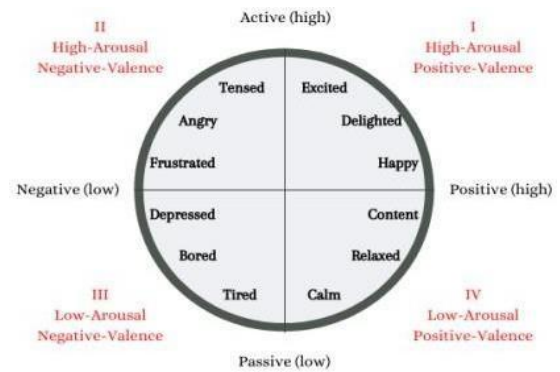 Active (high)
II
High-Arousal
Negative-Valence
I
High-Arousal
Positive-Valence
Tensed
Excited
Angry
Delighted
Frustrated
Happy
Negative (low)
Positive (high)
Depressed
Content
Bored
Relaxed
Tired
Calm
III
Low-Arousal
Negative-Valence
IV
Low-Arousal
Positive-Valence
Passive (low)